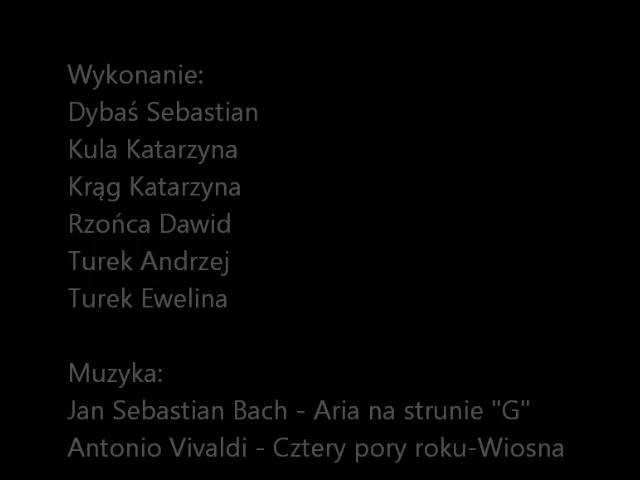 Wykonanie:
Dybaś Sebastian
Kula Katarzyna
Krąg Katarzyna
Rzońca Dawid
Turek Andrzej
Turek Ewelina
Muzyka:
Jan Sebastian Bach - Aria na strunie "G"
Antonio Vivaldi - Cztery pory roku-Wiosna